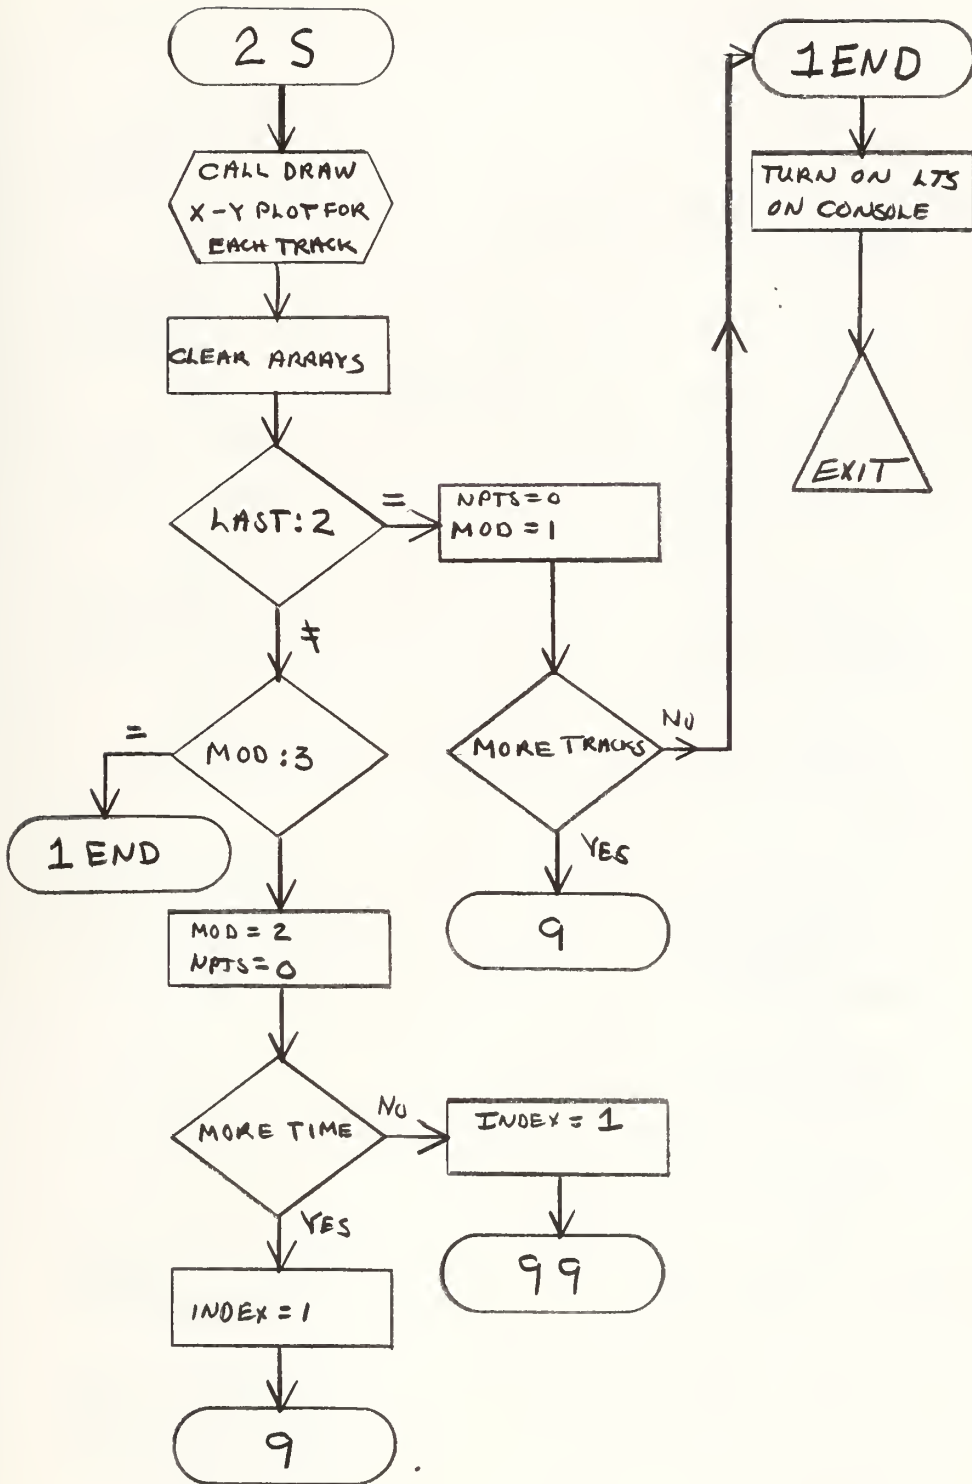 2 S
CALL DRAW
X-Y PLOT FOR
EACH TRACK
CLEAR ARRAYS
LAST:2
=
NPTS=0
MOD=1
≠
MORE TRACKS
NO
YES
9
MOD:3
=
1 END
MOD=2
NPTS=0
MORE TIME
NO
INDEX=1
99
YES
INDEX=1
9
1END
TURN ON LTS
ON CONSOLE
EXIT